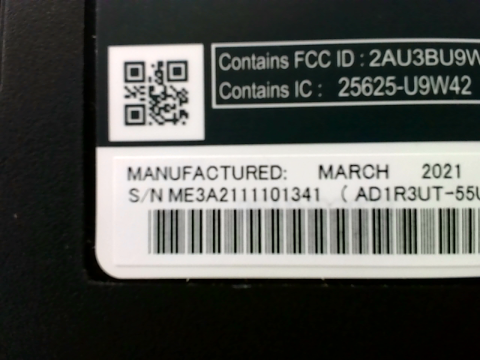 Contains FCC ID : 2AU3BU9W
Contains IC : 25625-U9W42
MANUFACTURED: MARCH 2021
S/N ME3A2111101341 ( AD1R3UT-55U